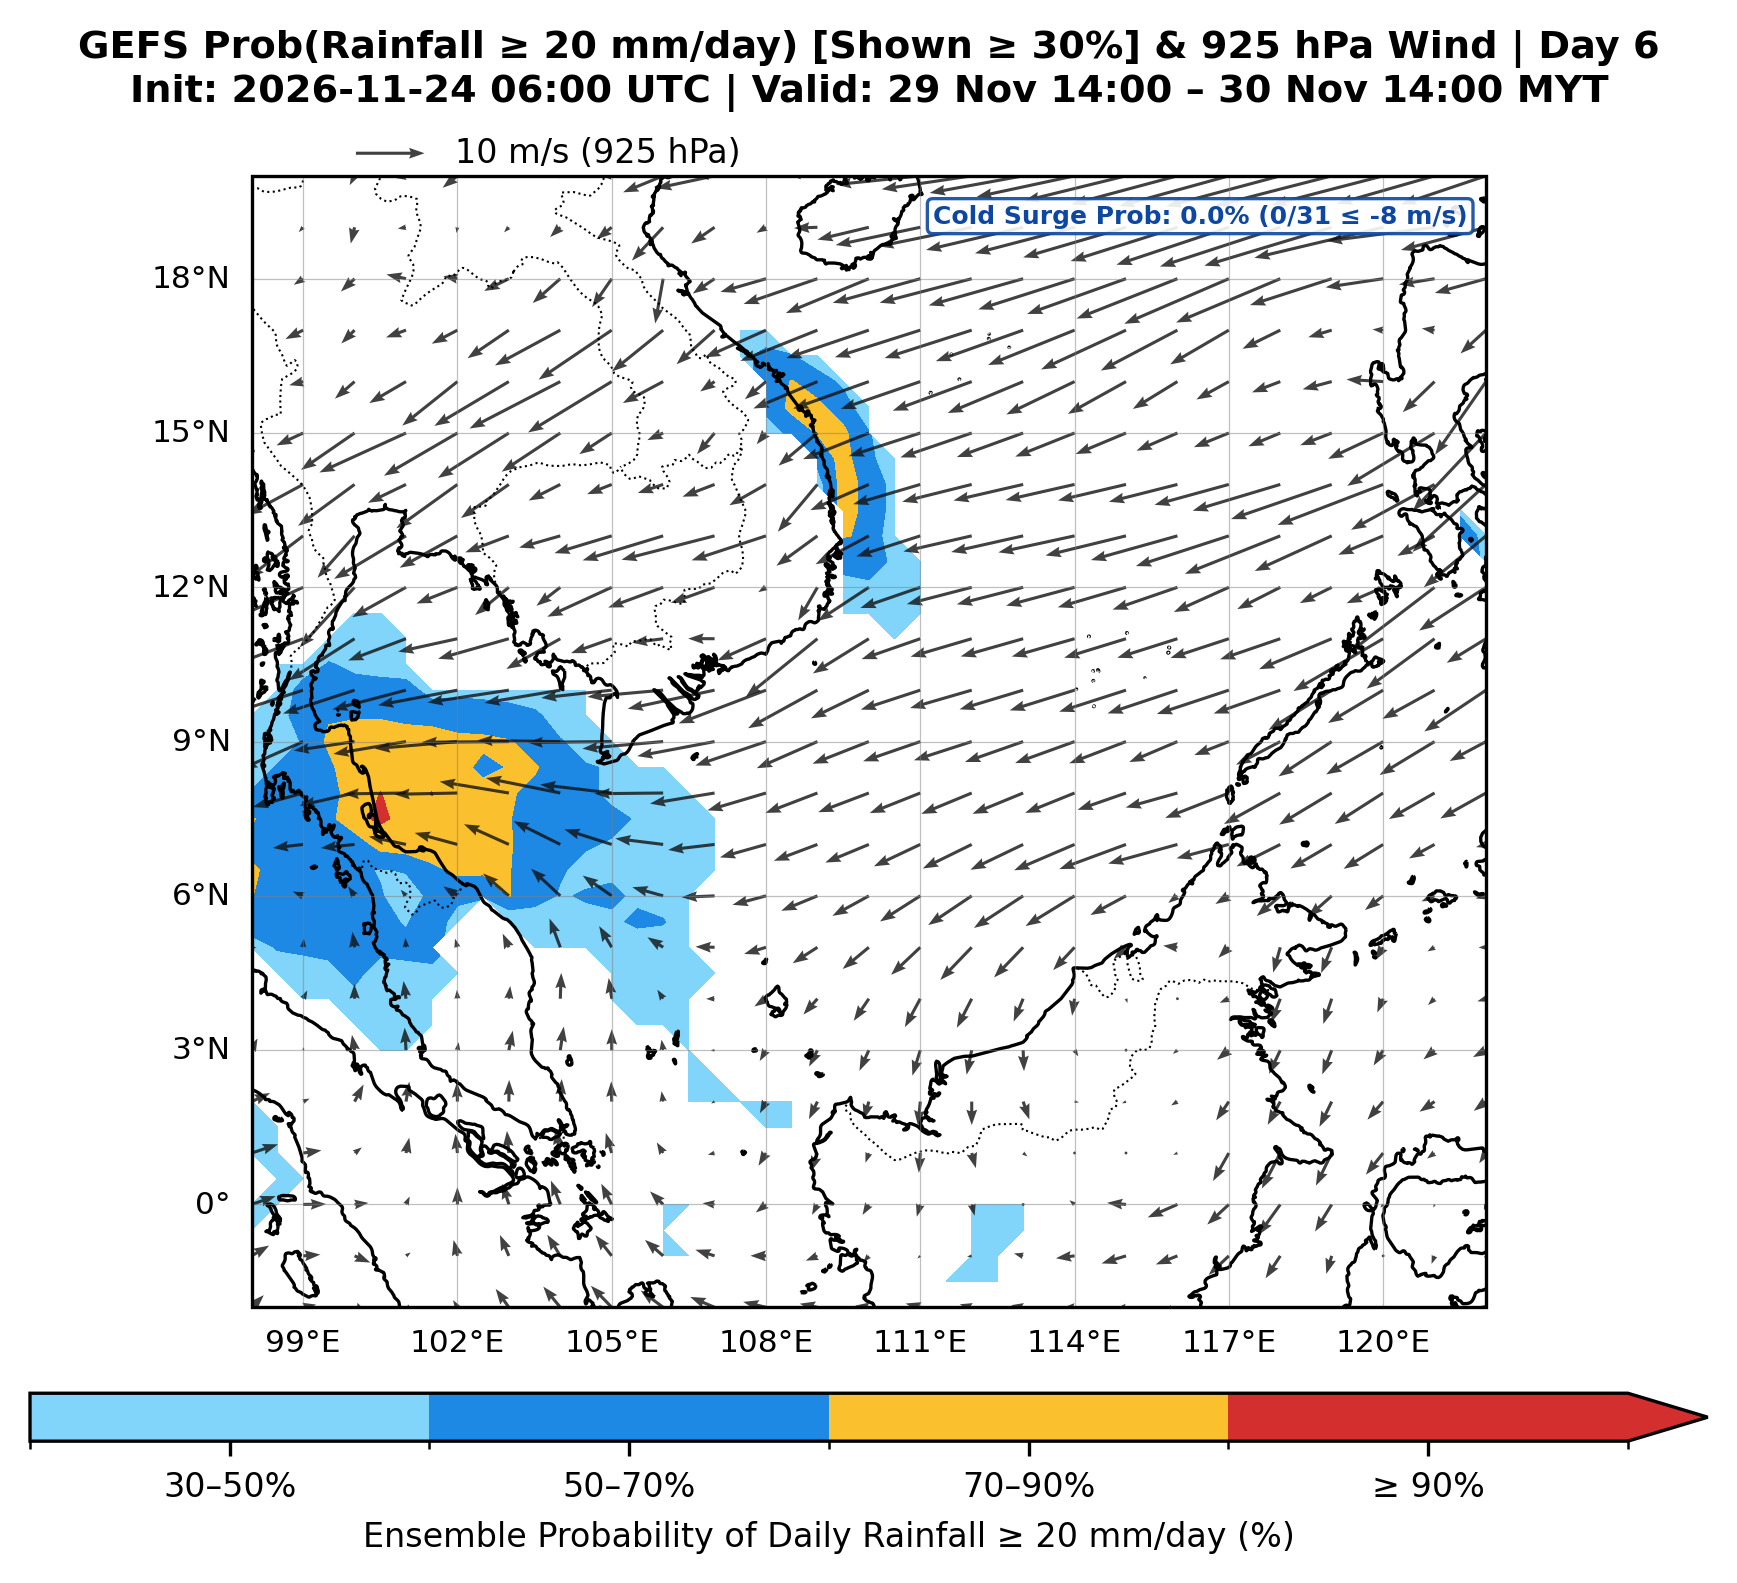 GEFS Prob(Rainfall ≥ 20 mm/day) [Shown ≥ 30%] & 925 hPa Wind | Day 6
Init: 2026-11-24 06:00 UTC | Valid: 29 Nov 14:00 – 30 Nov 14:00 MYT
10 m/s (925 hPa)
Cold Surge Prob: 0.0% (0/31 ≤ -8 m/s)
18°N
15°N
12°N
9°N
6°N
3°N
0°
99°E 102°E 105°E 108°E 111°E 114°E 117°E 120°E
30–50% 50–70% 70–90% ≥ 90%
Ensemble Probability of Daily Rainfall ≥ 20 mm/day (%)